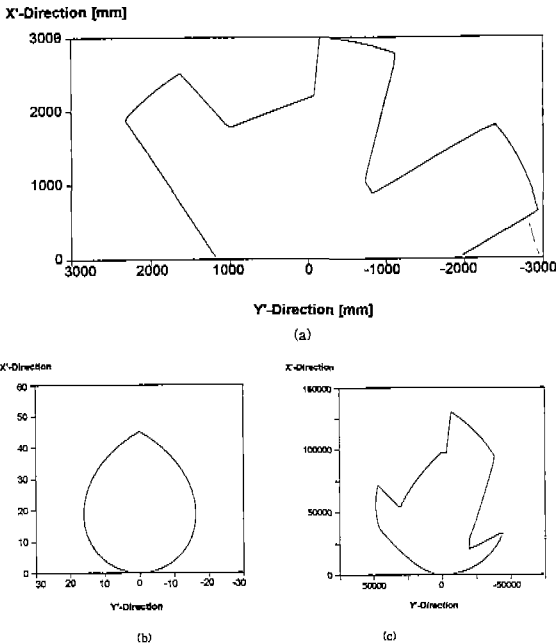 X'-Direction [mm]
3000
2000
1000
0
3000 2000 1000 0 -1000 -2000 -3000
Y'-Direction [mm]
(a)
X'-Direction
60
50
40
30
20
10
0
30 20 10 0 -10 -20 -30
Y'-Direction
(b)
X'-Direction
150000
100000
50000
0
50000 0 -50000
Y'-Direction
(c)